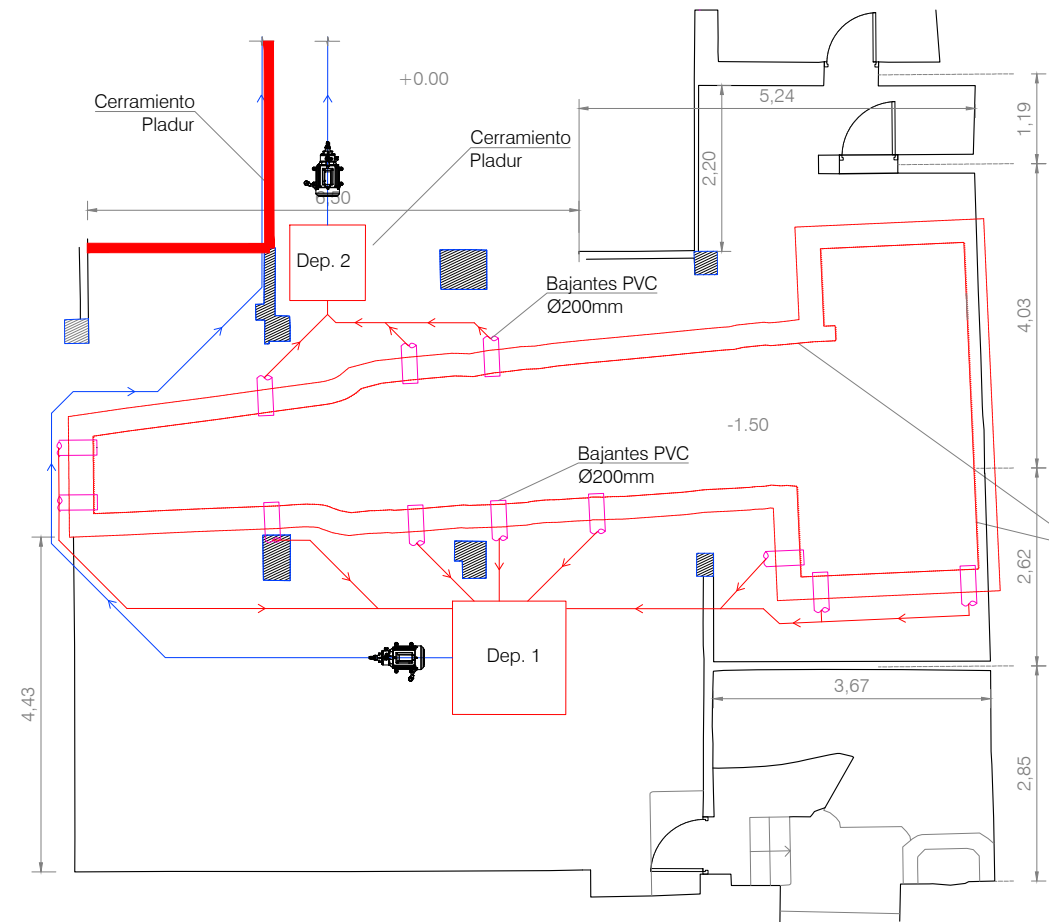 +0.00
Cerramiento
Pladur
5,24
1,19
Cerramiento
Pladur
2,20
6,50
Dep. 2
Bajantes PVC
Ø200mm
4,03
-1.50
Bajantes PVC
Ø200mm
2,62
Dep. 1
3,67
4,43
2,85